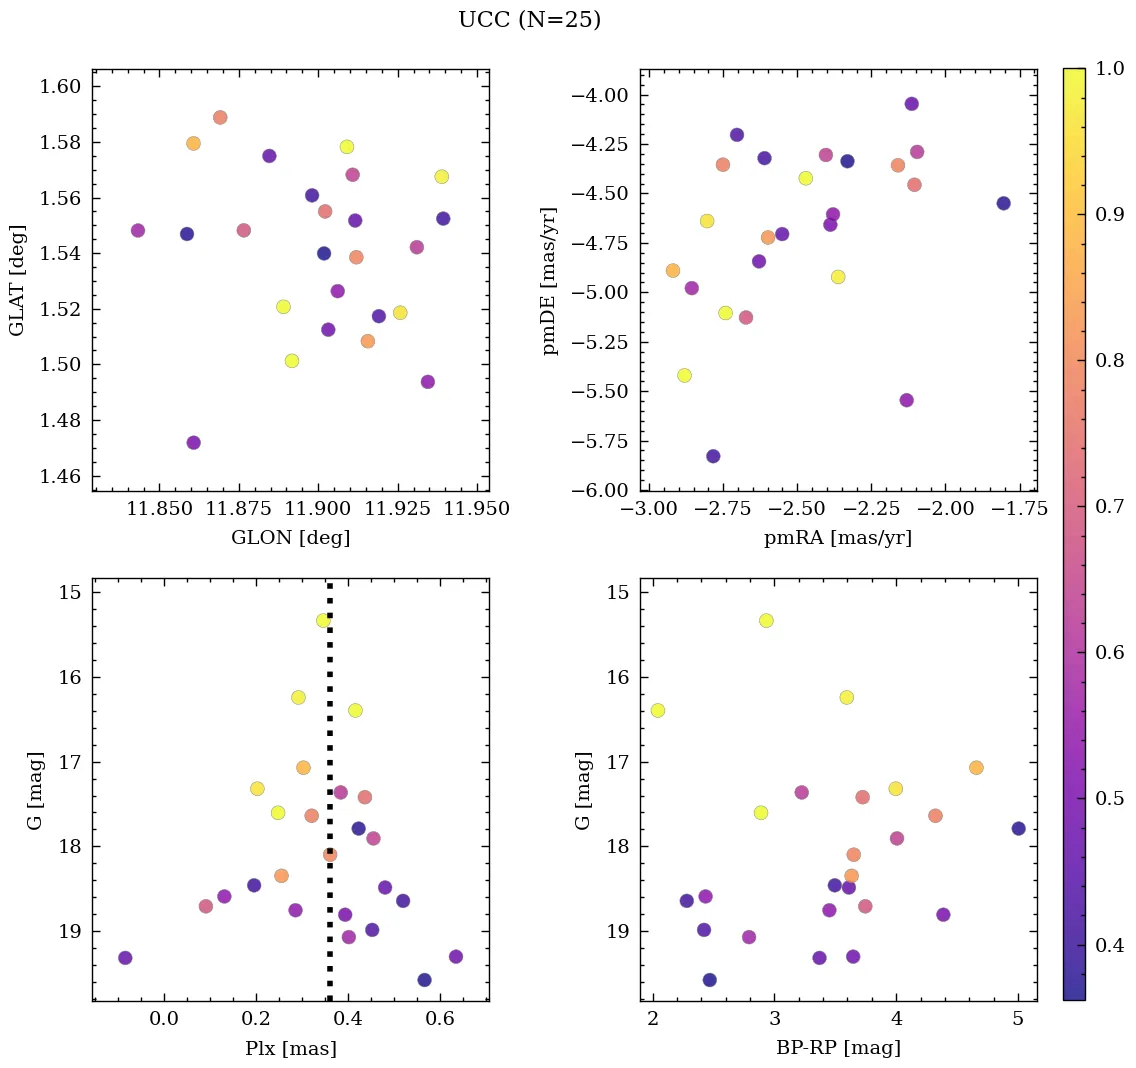 UCC (N=25)
1.60
1.58
1.56
1.54
1.52
1.50
1.48
1.46
GLAT [deg]
11.850 11.875 11.900 11.925 11.950
GLON [deg]
−4.00
−4.25
−4.50
−4.75
−5.00
−5.25
−5.50
−5.75
−6.00
pmDE [mas/yr]
−3.00 −2.75 −2.50 −2.25 −2.00 −1.75
pmRA [mas/yr]
15
16
17
18
19
G [mag]
0.0 0.2 0.4 0.6
Plx [mas]
15
16
17
18
19
G [mag]
2 3 4 5
BP-RP [mag]
1.0
0.9
0.8
0.7
0.6
0.5
0.4